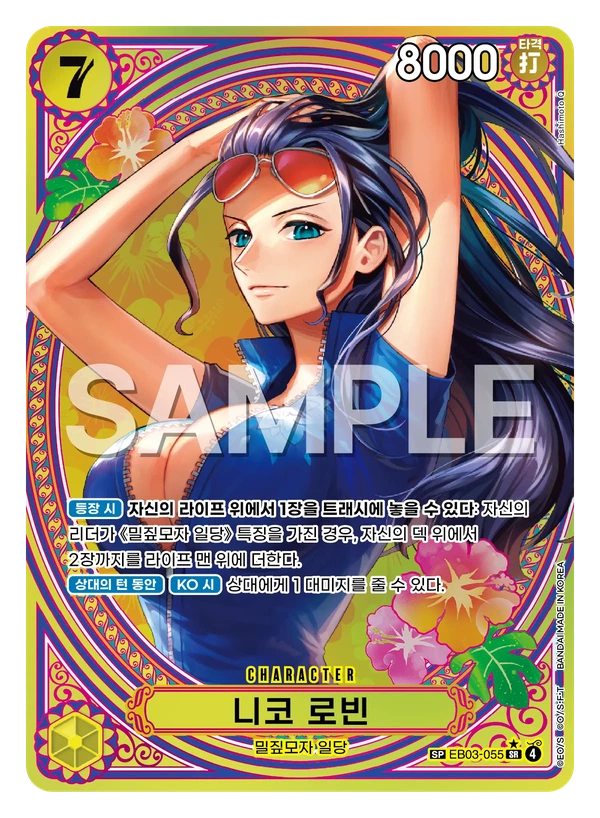 7
8000
타격
打
Hashimoto Q
SAMPLE
등장 시 자신의 라이프 위에서 1장을 트래시에 놓을 수 있다: 자신의
리더가 《밀짚모자 일당》 특징을 가진 경우, 자신의 덱 위에서
2장까지를 라이프 맨 위에 더한다.
상대의 턴 동안 KO 시 상대에게 1 대미지를 줄 수 있다.
CHARACTER
니코 로빈
밀짚모자 일당
SP EB03-055 SR 4
©EO/S ©O/S·F·T BANDAI MADE IN KOREA